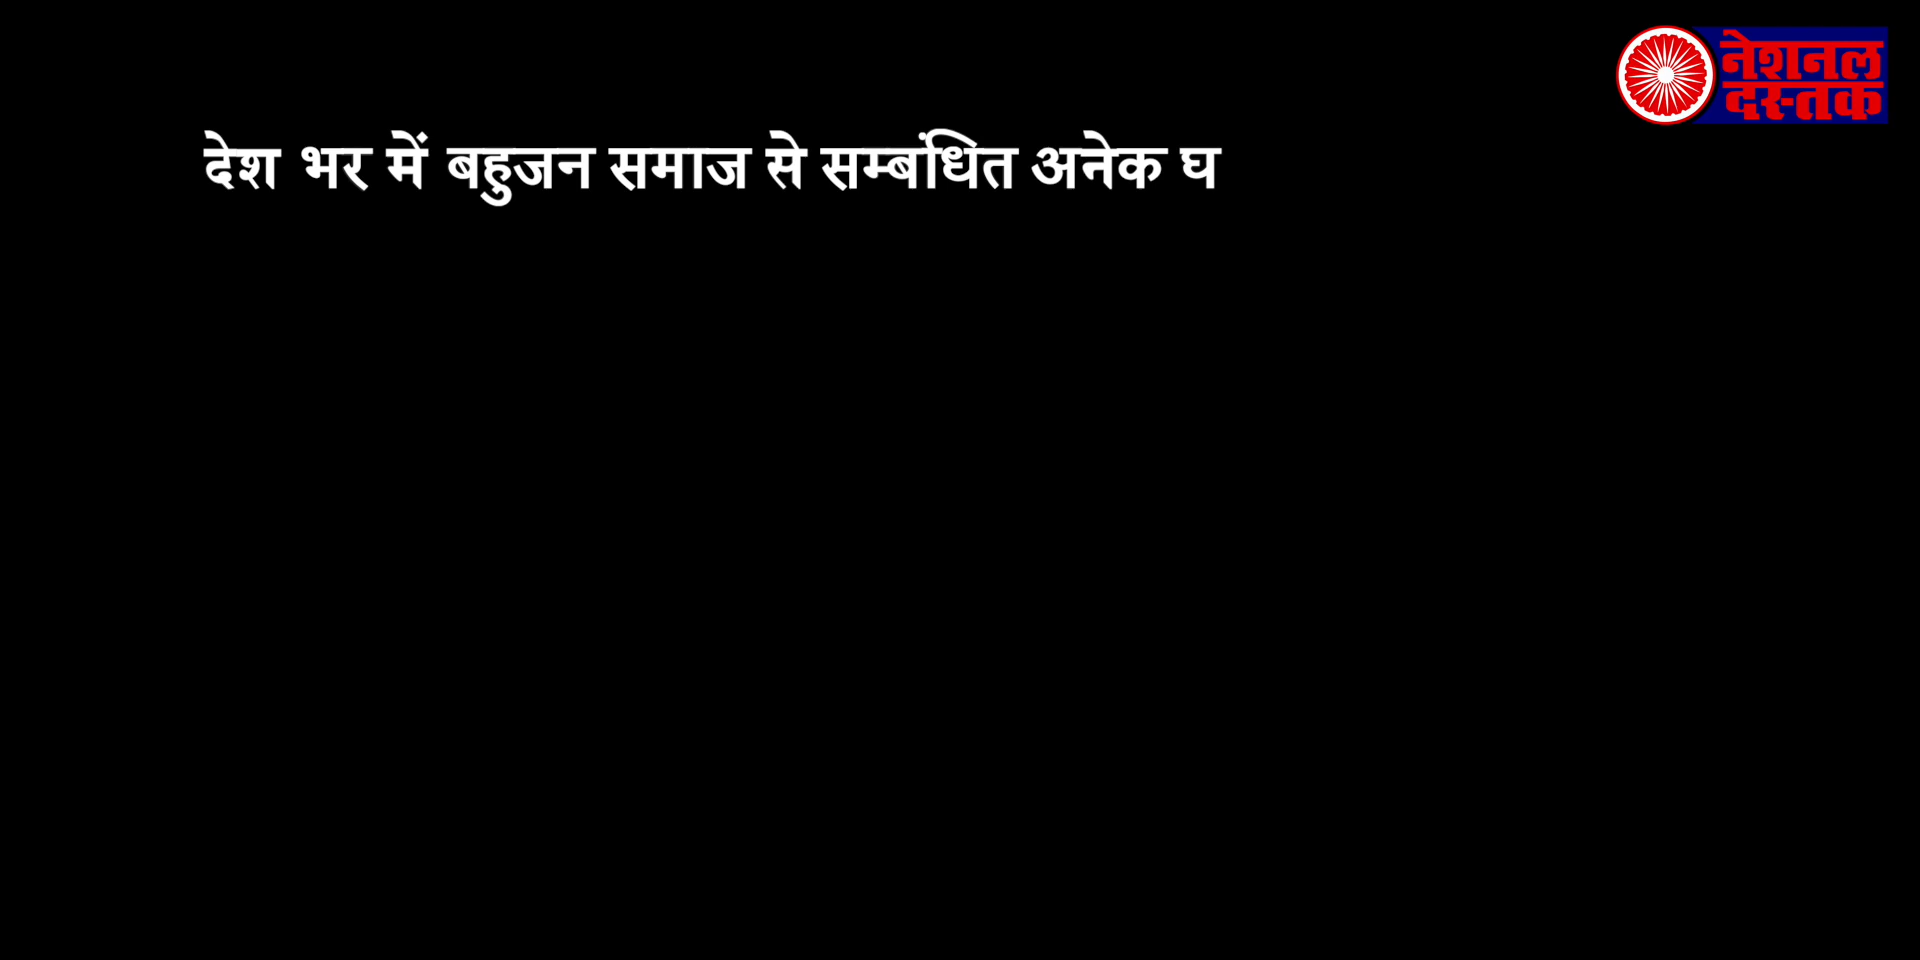 नेशनल
दस्तक
देश भर में बहुजन समाज से सम्बंधित अनेक घ